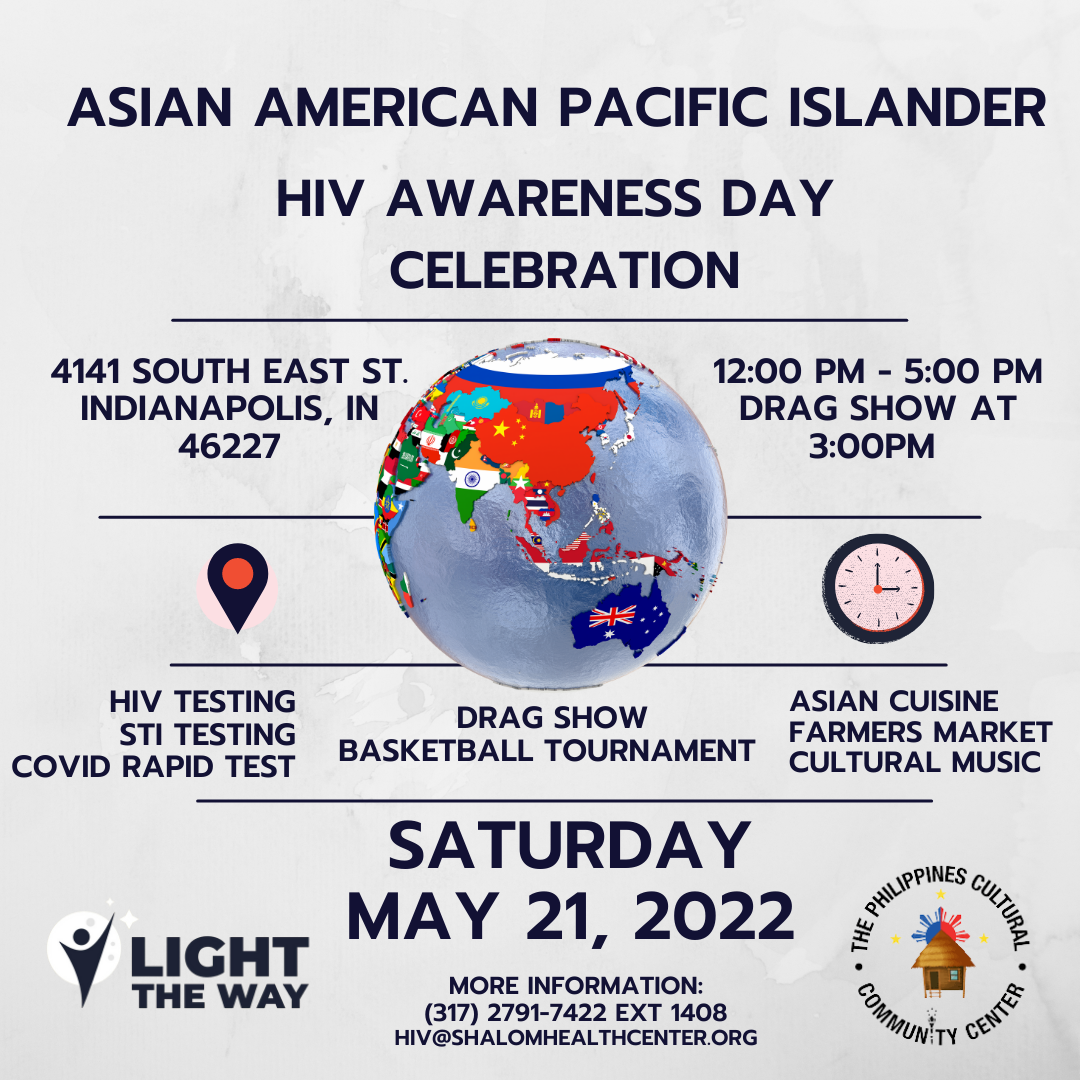 ASIAN AMERICAN PACIFIC ISLANDER
HIV AWARENESS DAY
CELEBRATION
4141 SOUTH EAST ST.
INDIANAPOLIS, IN
46227
12:00 PM - 5:00 PM
DRAG SHOW AT
3:00PM
HIV TESTING
STI TESTING
COVID RAPID TEST
DRAG SHOW
BASKETBALL TOURNAMENT
ASIAN CUISINE
FARMERS MARKET
CULTURAL MUSIC
SATURDAY
MAY 21, 2022
LIGHT
THE WAY
MORE INFORMATION:
(317) 2791-7422 EXT 1408
HIV@SHALOMHEALTHCENTER.ORG
THE PHILIPPINES CULTURAL
• COMMUNITY CENTER •